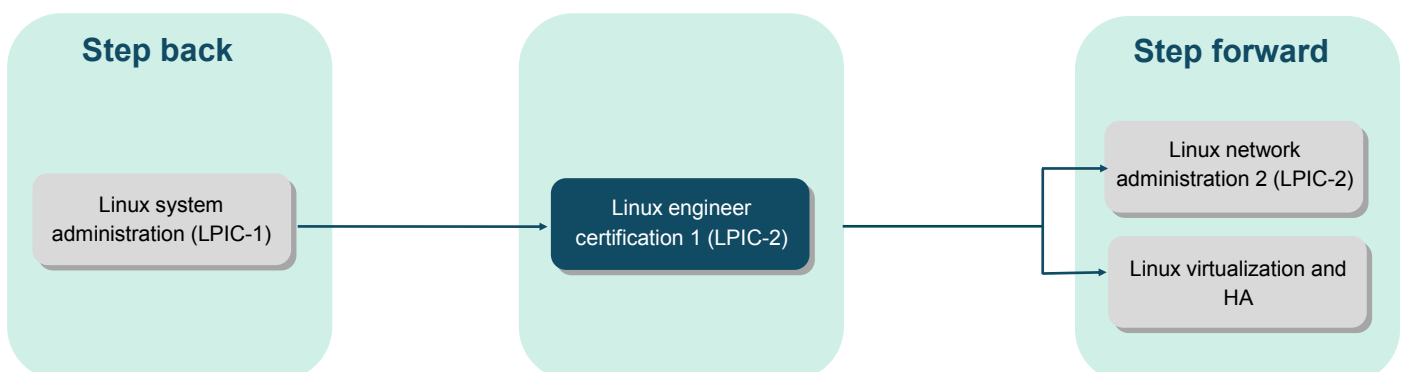 Step back
Linux system
administration (LPIC-1)
Linux engineer
certification 1 (LPIC-2)
Step forward
Linux network
administration 2 (LPIC-2)
Linux virtualization and
HA